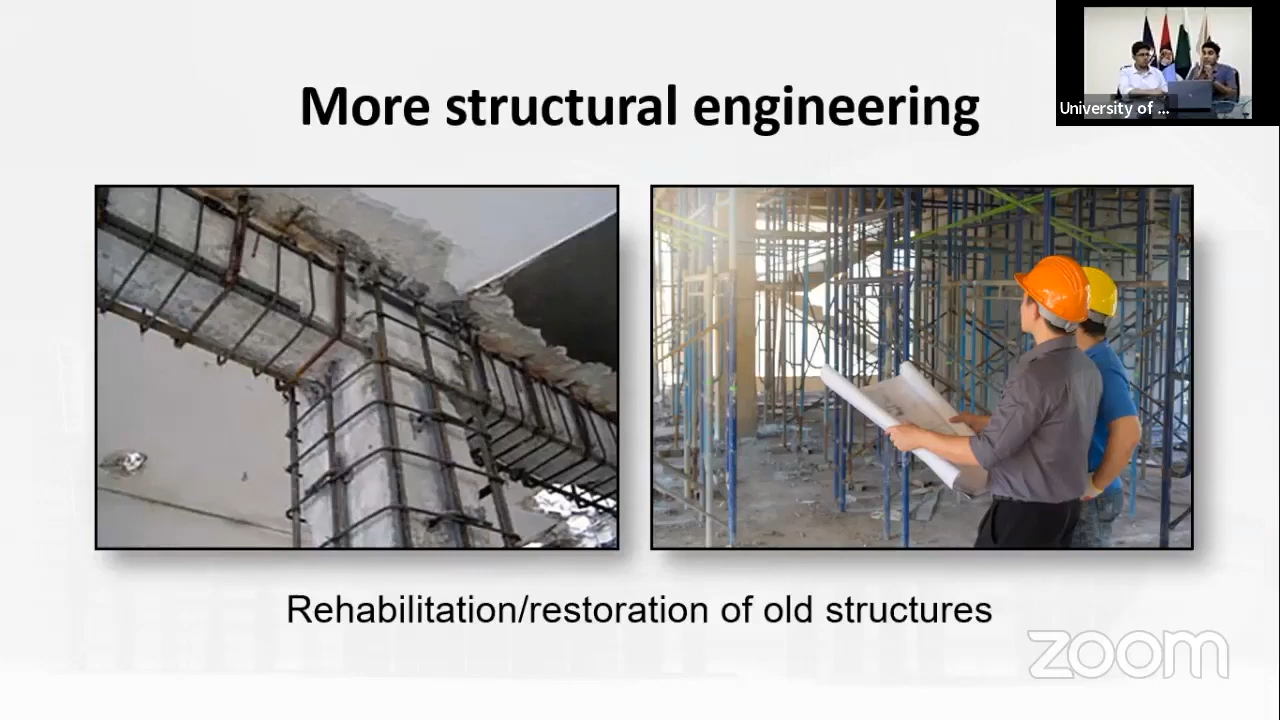 More structural engineering
University of ...
Rehabilitation/restoration of old structures
zoom